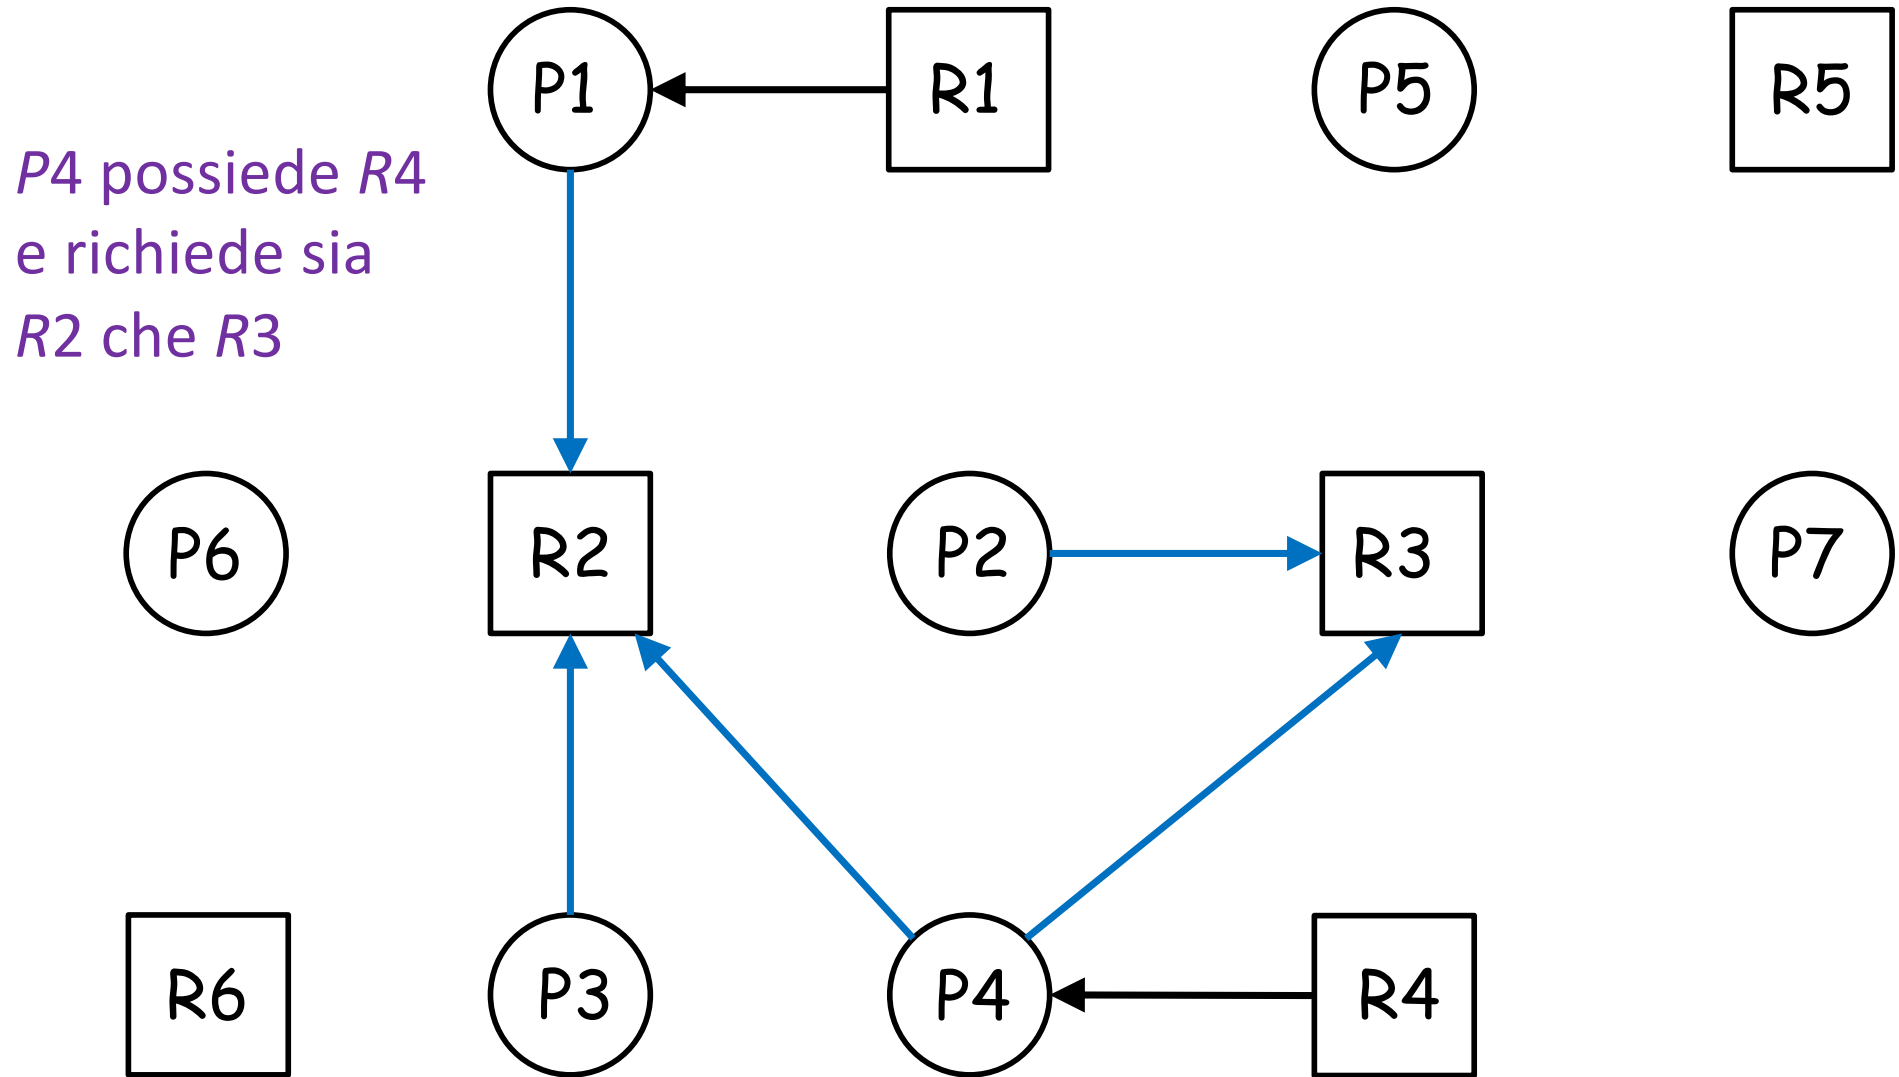 P1
R1
P5
R5
P4 possiede R4
e richiede sia
R2 che R3
P6
R2
P2
R3
P7
R6
P3
P4
R4